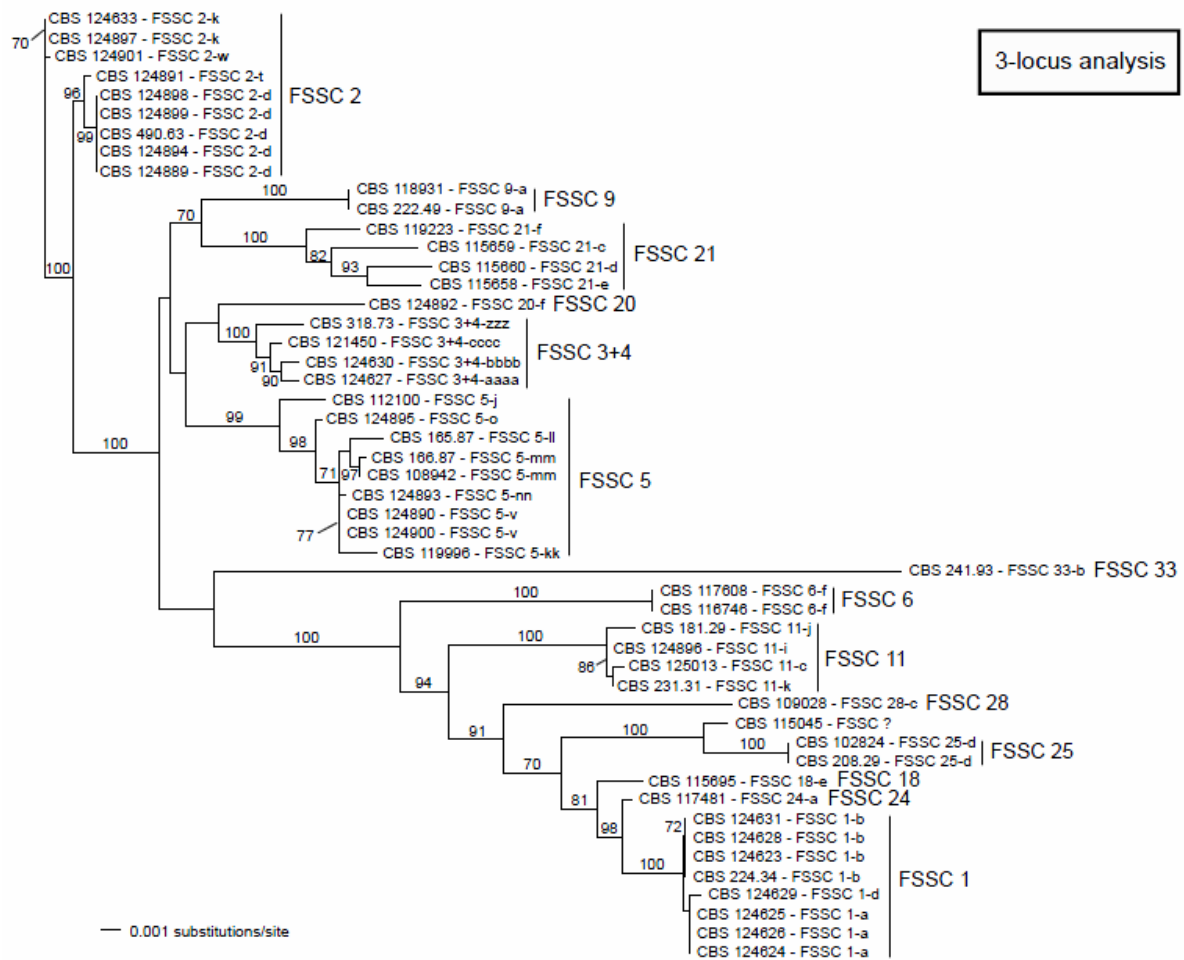 CBS 124633 - FSSC 2-k
70
CBS 124897 - FSSC 2-k
CBS 124901 - FSSC 2-w
3-locus analysis
CBS 124891 - FSSC 2-t
96
CBS 124898 - FSSC 2-d
FSSC 2
CBS 124899 - FSSC 2-d
99
CBS 490.63 - FSSC 2-d
CBS 124894 - FSSC 2-d
CBS 124889 - FSSC 2-d
100
CBS 118931 - FSSC 9-a
FSSC 9
CBS 222.49 - FSSC 9-a
70
CBS 119223 - FSSC 21-f
100
CBS 115659 - FSSC 21-c
FSSC 21
82
CBS 115660 - FSSC 21-d
93
100
CBS 115658 - FSSC 21-e
CBS 124892 - FSSC 20-f FSSC 20
CBS 318.73 - FSSC 3+4-zzz
100
CBS 121450 - FSSC 3+4-cccc
FSSC 3+4
CBS 124630 - FSSC 3+4-bbbb
91
CBS 124627 - FSSC 3+4-aaaa
90
CBS 112100 - FSSC 5-j
99
CBS 124895 - FSSC 5-o
100
98
CBS 165.87 - FSSC 5-ll
CBS 166.87 - FSSC 5-mm
71
97
CBS 108942 - FSSC 5-mm
FSSC 5
CBS 124893 - FSSC 5-nn
CBS 124890 - FSSC 5-v
77
CBS 124900 - FSSC 5-v
CBS 119996 - FSSC 5-kk
CBS 241.93 - FSSC 33-b FSSC 33
100
CBS 117608 - FSSC 6-f
FSSC 6
CBS 116746 - FSSC 6-f
100
100
CBS 181.29 - FSSC 11-j
CBS 124896 - FSSC 11-i
FSSC 11
86
CBS 125013 - FSSC 11-c
94
CBS 231.31 - FSSC 11-k
CBS 109028 - FSSC 28-c FSSC 28
91
CBS 115045 - FSSC ?
100
CBS 102824 - FSSC 25-d
100
FSSC 25
CBS 208.29 - FSSC 25-d
70
CBS 115695 - FSSC 18-e FSSC 18
81
CBS 117481 - FSSC 24-a FSSC 24
CBS 124631 - FSSC 1-b
72
98
CBS 124628 - FSSC 1-b
CBS 124623 - FSSC 1-b
100
CBS 224.34 - FSSC 1-b
FSSC 1
CBS 124629 - FSSC 1-d
CBS 124625 - FSSC 1-a
CBS 124626 - FSSC 1-a
CBS 124624 - FSSC 1-a
0.001 substitutions/site